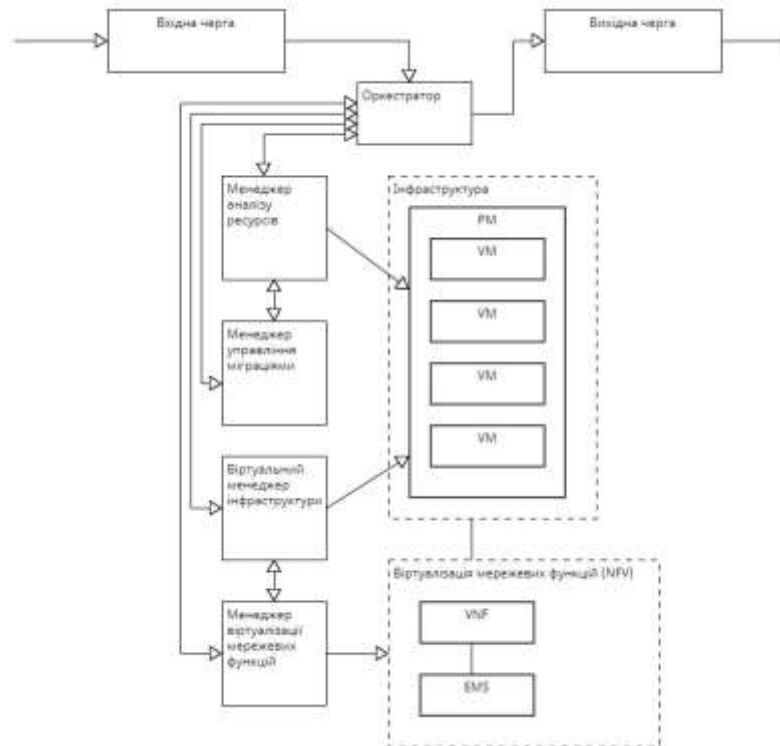 Вхідна черга
Вихідна черга
Оркестратор
Менеджер
аналізу
ресурсів
Інфраструктура
PM
VM
VM
VM
VM
Менеджер
управління
міграціями
Віртуальний
менеджер
інфраструктури
Віртуалізація мережевих функцій (NFV)
Менеджер
віртуалізації
мережевих
функцій
VNF
EMS